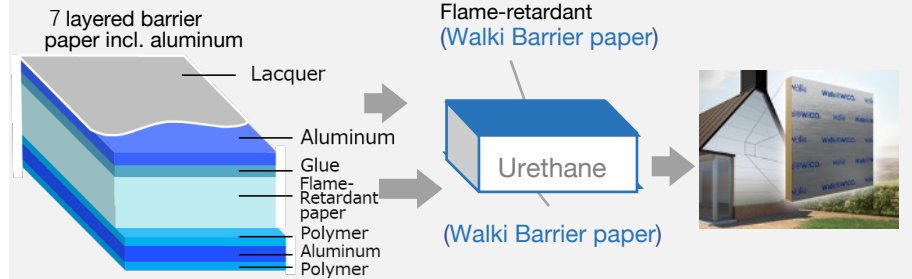 7 layered barrier
paper incl. aluminum
Lacquer
Aluminum
Glue
Flame-
Retardant
paper
Polymer
Aluminum
Polymer
Flame-retardant
(Walki Barrier paper)
Urethane
(Walki Barrier paper)